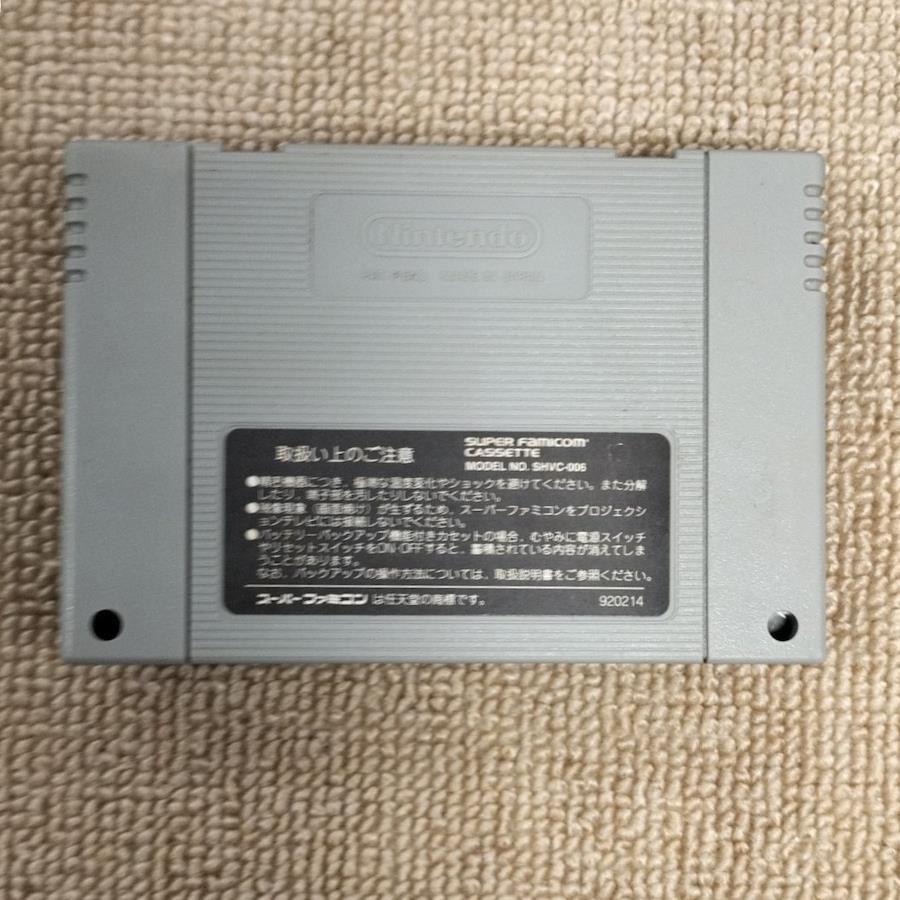 Nintendo
PAT. PEND. MADE IN JAPAN
取扱い上のご注意
SUPER FAMICOM
CASSETTE
MODEL NO. SHVC-006
●精密機器につき、極端な温度変化やショックを避けてください。また分解
したり、端子部を汚したりしないでください。
●残像現象（画面焼け）が生ずるため、スーパーファミコンをプロジェクシ
ョンテレビには接続しないでください。
●バッテリーバックアップ機能付きカセットの場合、むやみに電源スイッチ
やリセットスイッチをON・OFFすると、蓄積されている内容が消えてしま
うことがあります。
なお、バックアップの操作方法については、取扱説明書をご参照ください。
スーパーファミコンは任天堂の商標です。
920214